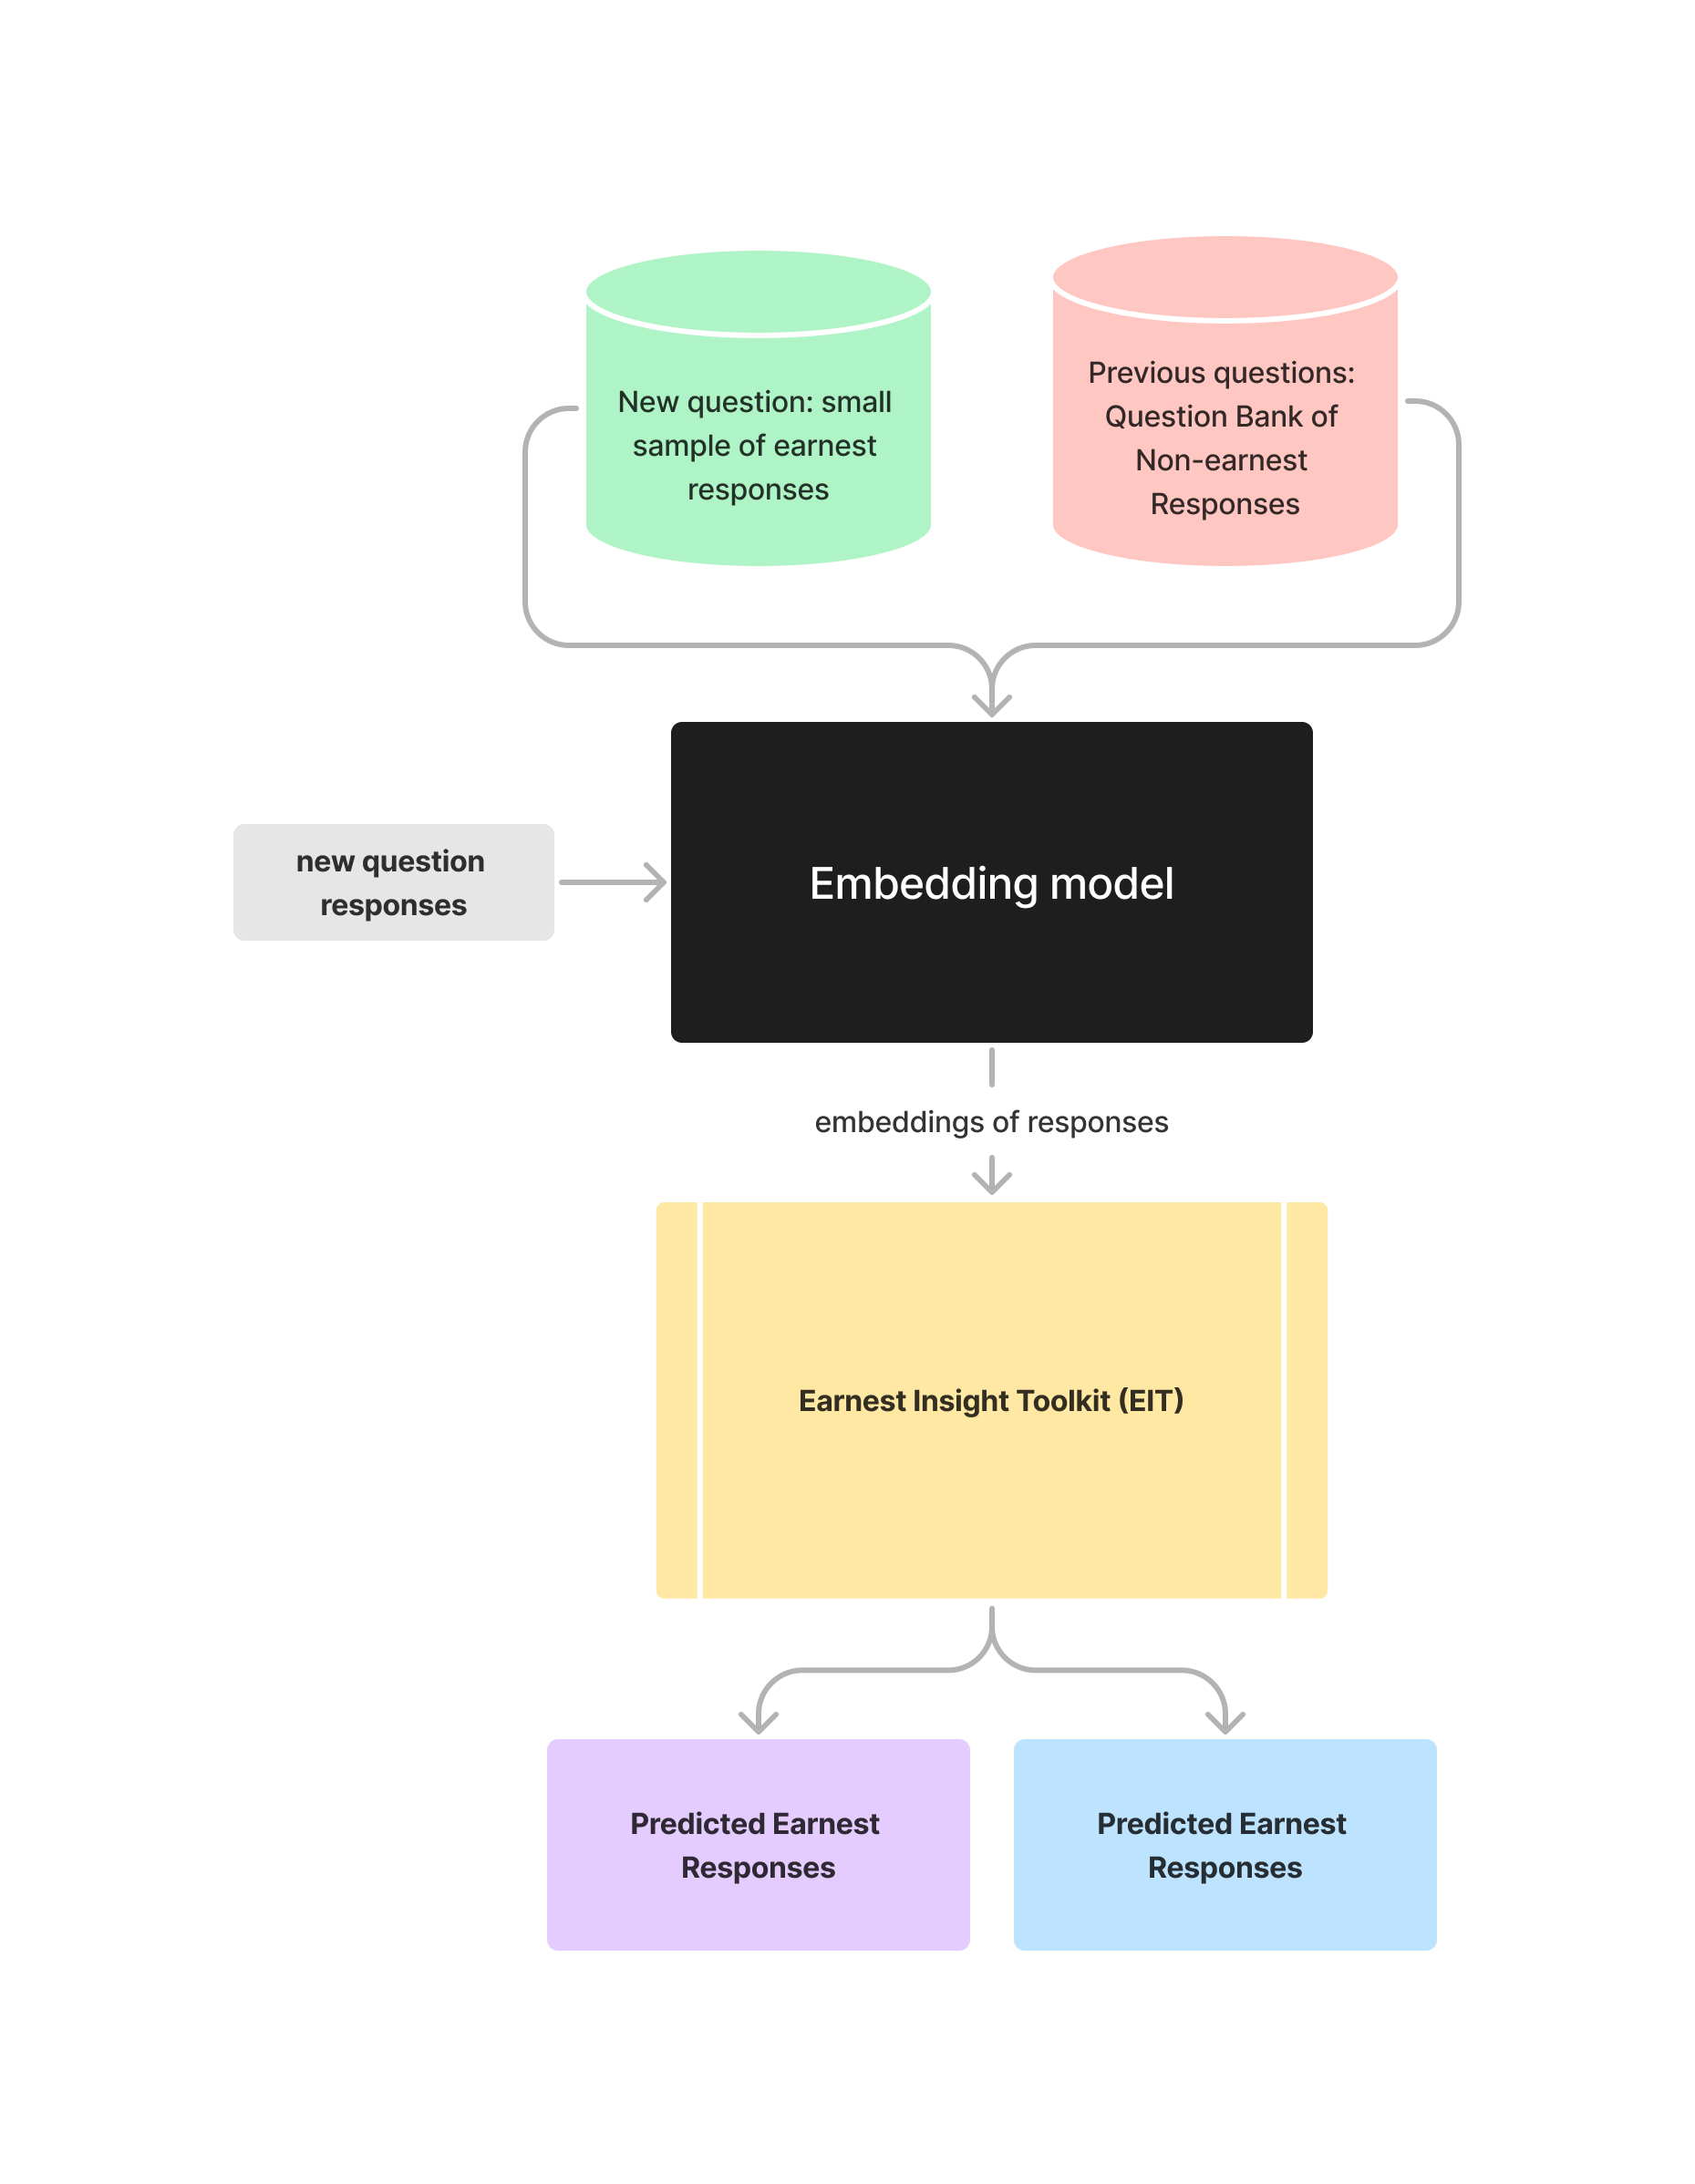 New question: small
sample of earnest
responses
Previous questions:
Question Bank of
Non-earnest
Responses
new question
responses
Embedding model
embeddings of responses
Earnest Insight Toolkit (EIT)
Predicted Earnest
Responses
Predicted Earnest
Responses